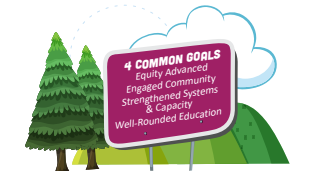 4 COMMON GOALS
Equity Advanced
Engaged Community
Strengthened Systems
& Capacity
Well-Rounded Education